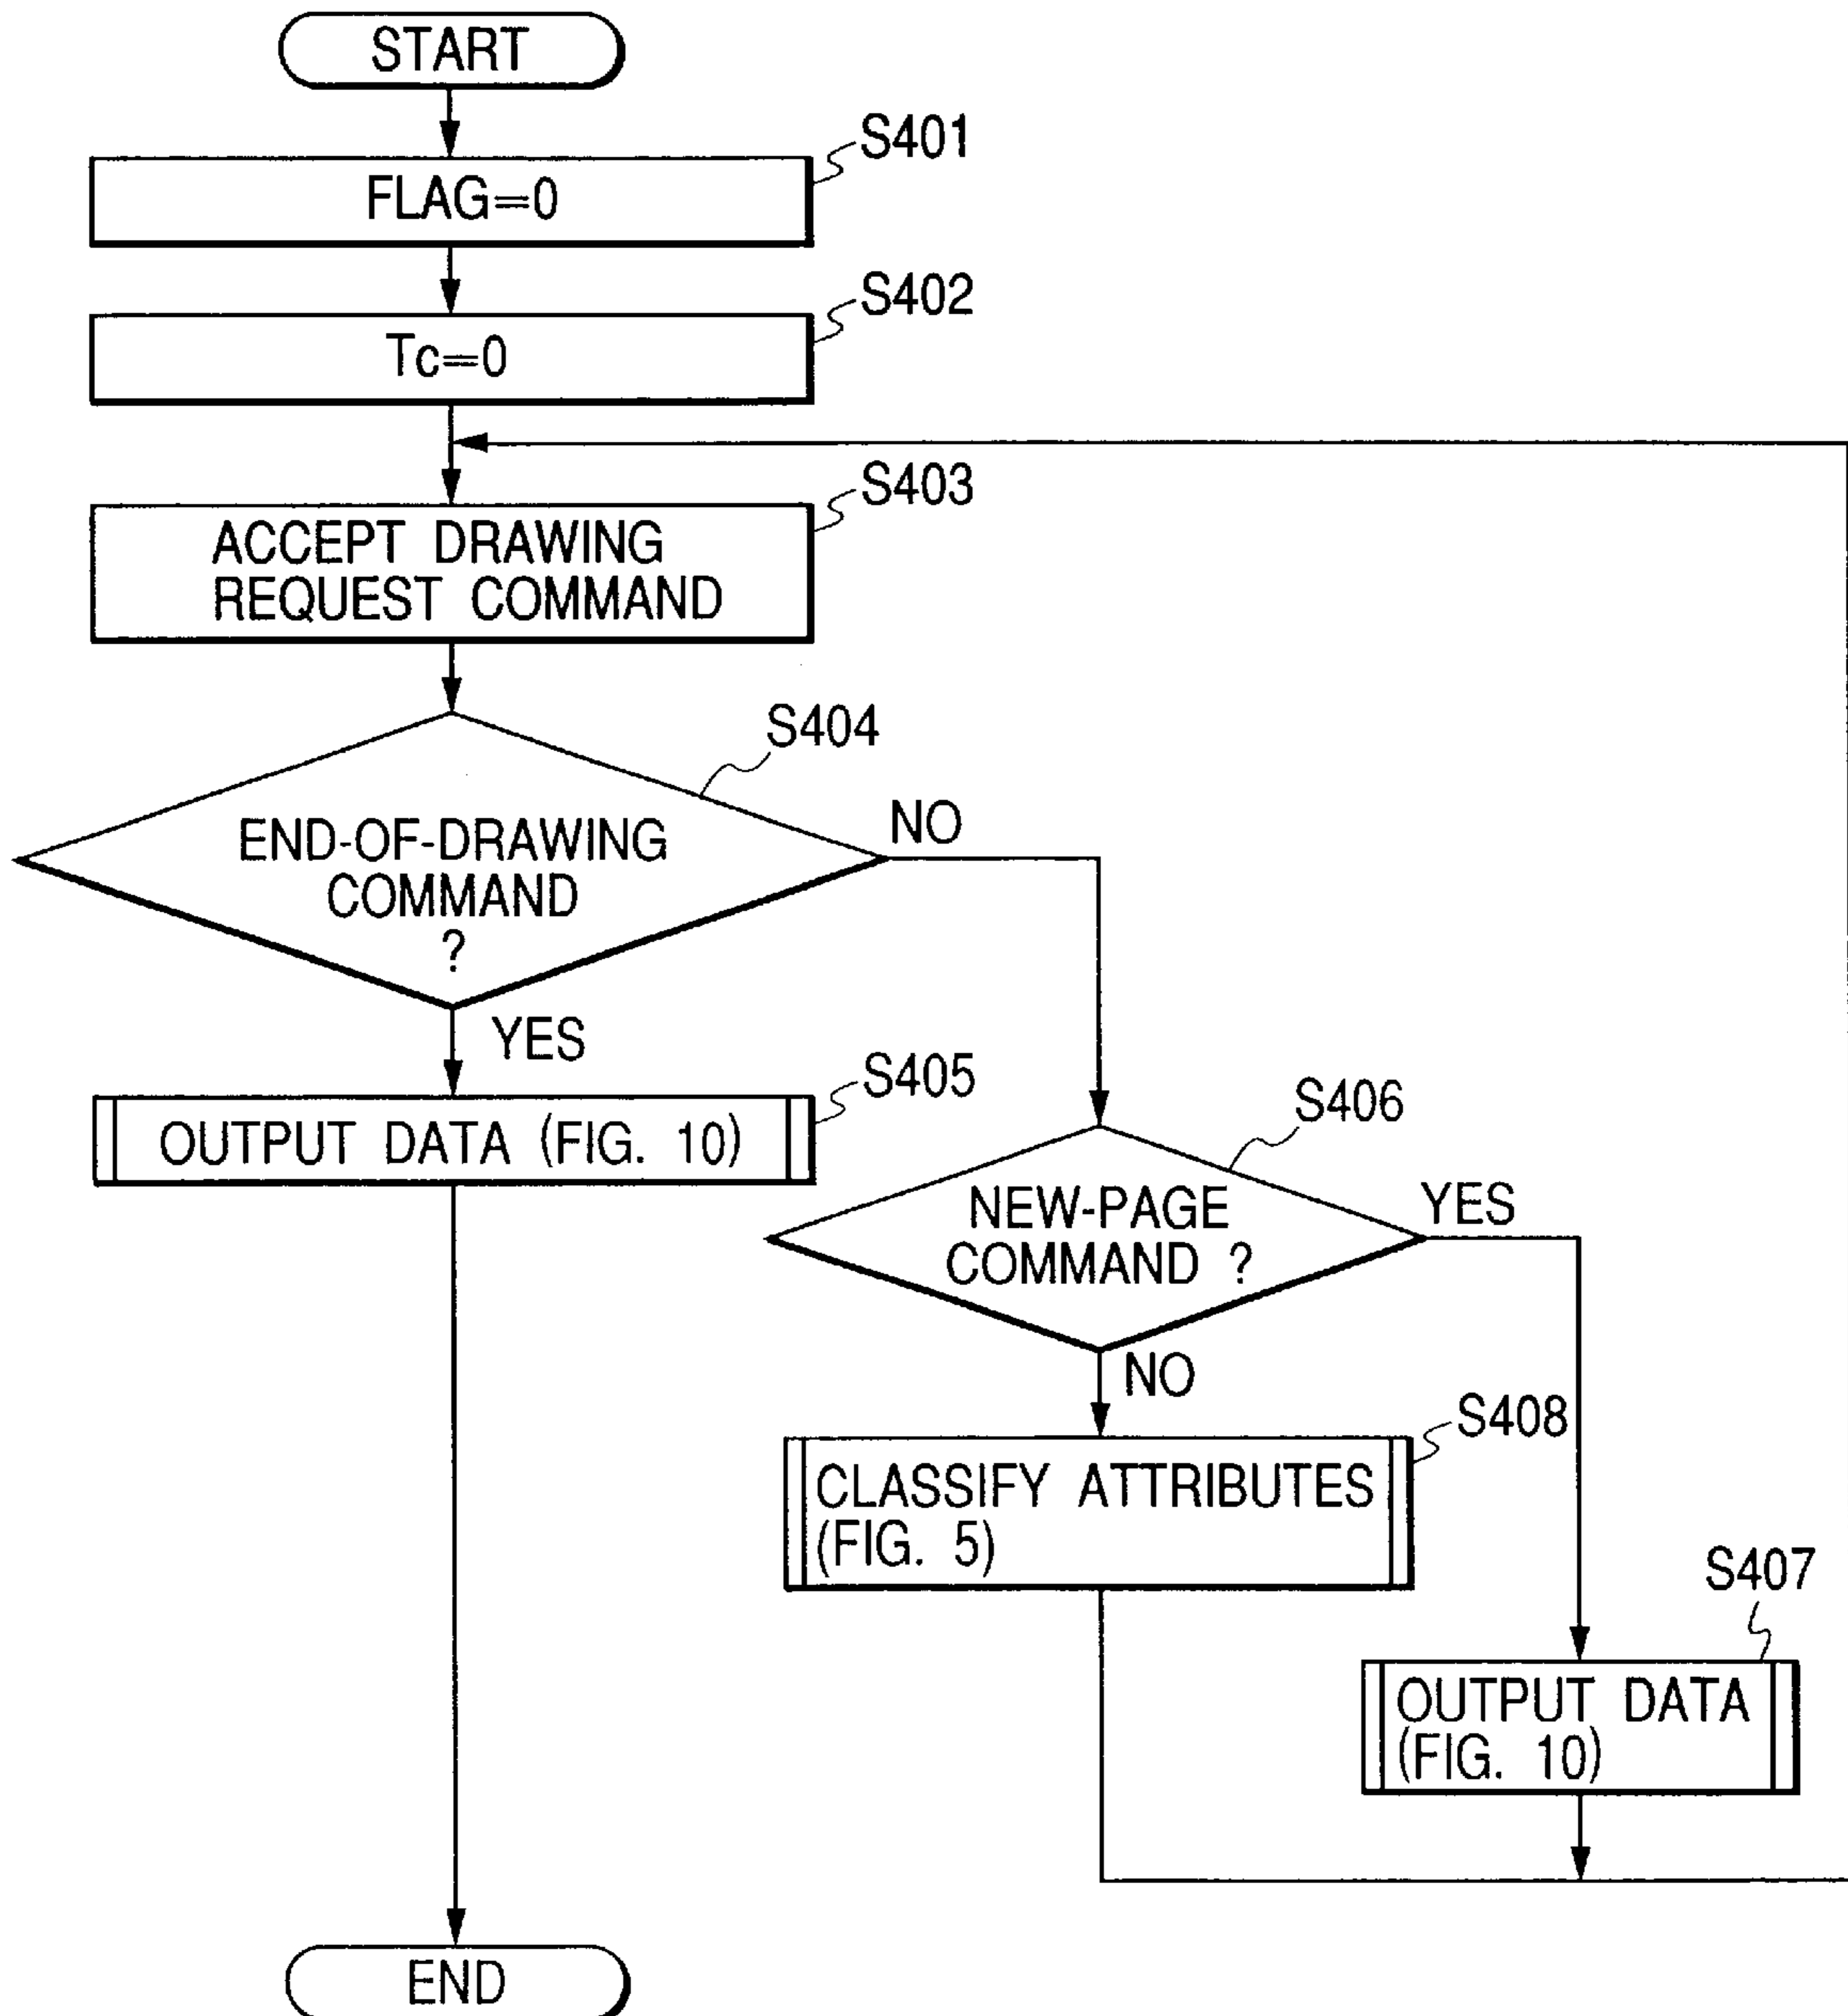 START
S401
FLAG=0
S402
Tc=0
S403
ACCEPT DRAWING
REQUEST COMMAND
S404
END-OF-DRAWING
COMMAND
?
NO
YES
S405
OUTPUT DATA (FIG. 10)
S406
NEW-PAGE
COMMAND ?
YES
NO
S408
CLASSIFY ATTRIBUTES
(FIG. 5)
S407
OUTPUT DATA
(FIG. 10)
END